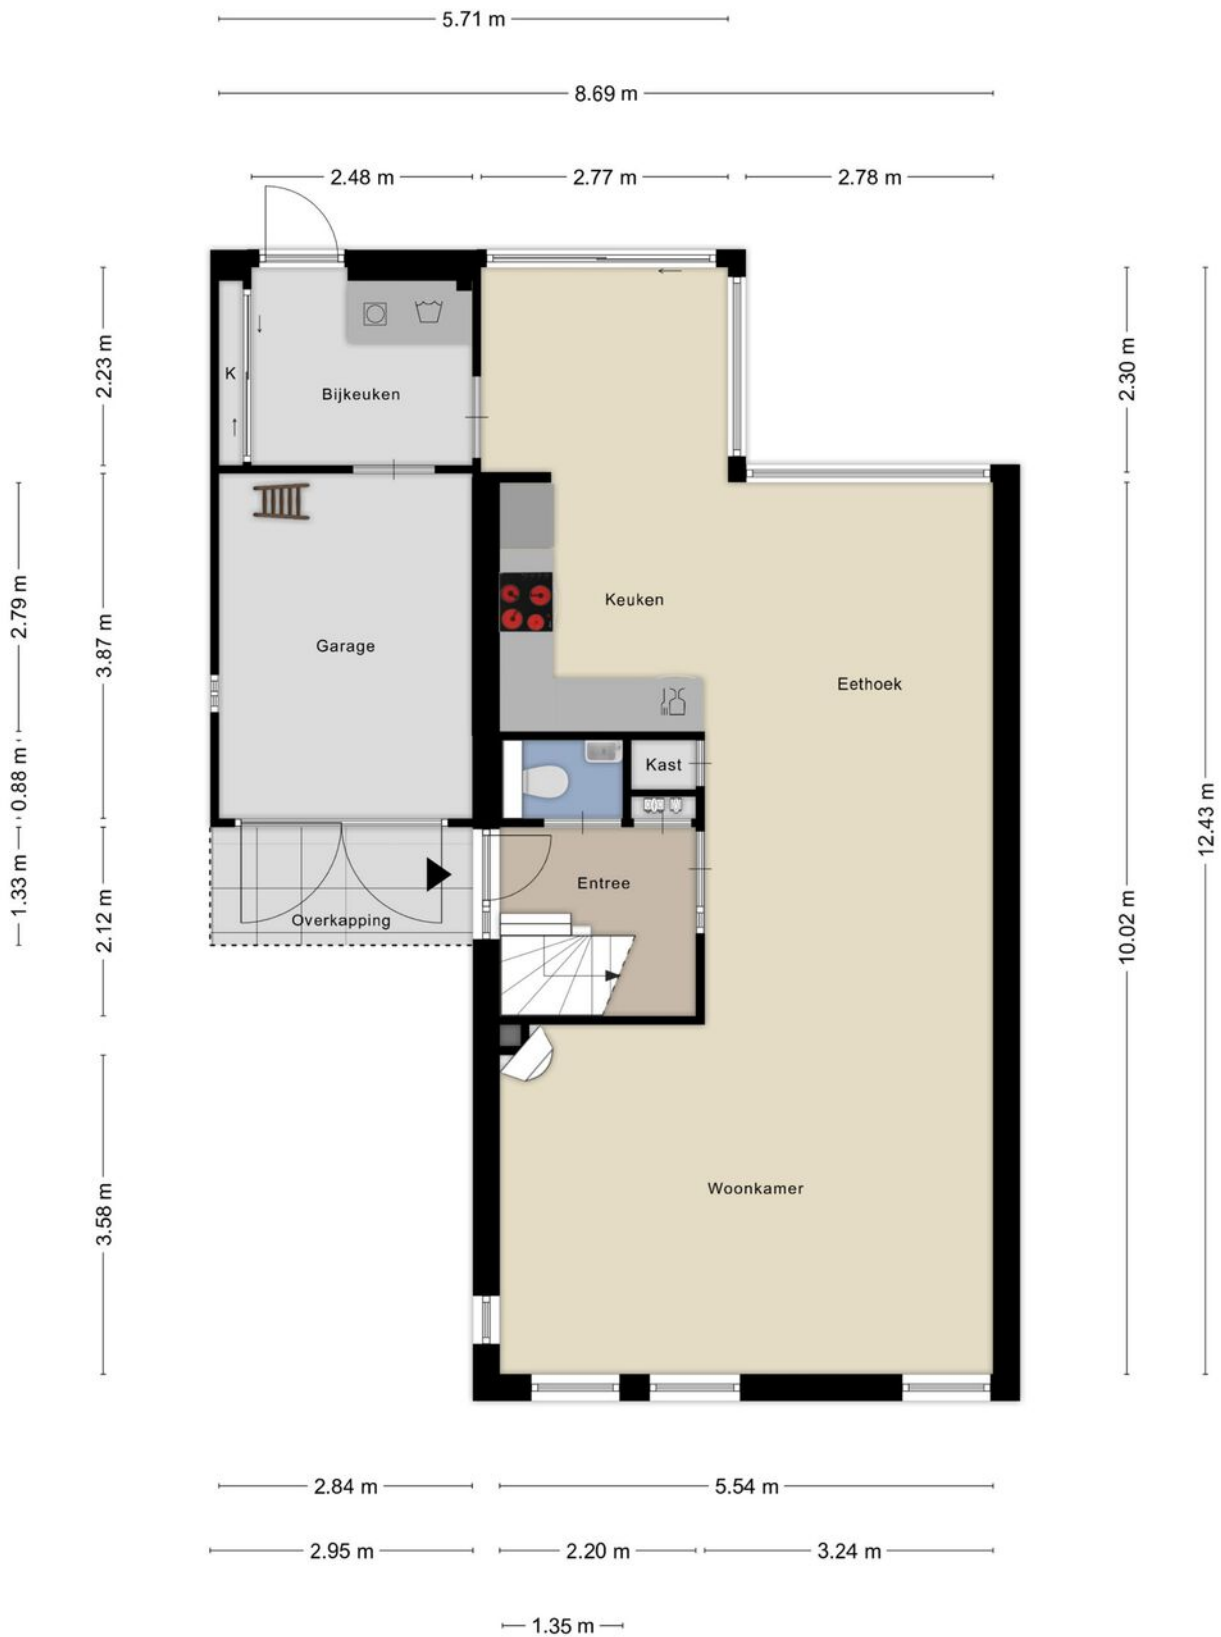 5.71 m
8.69 m
2.48 m
2.77 m
2.78 m
2.23 m
2.30 m
K
Bijkeuken
2.79 m
3.87 m
Keuken
Garage
Eethoek
Kast
0.88 m
12.43 m
1.33 m
Entree
2.12 m
Overkapping
10.02 m
3.58 m
Woonkamer
2.84 m
5.54 m
2.95 m
2.20 m
3.24 m
1.35 m